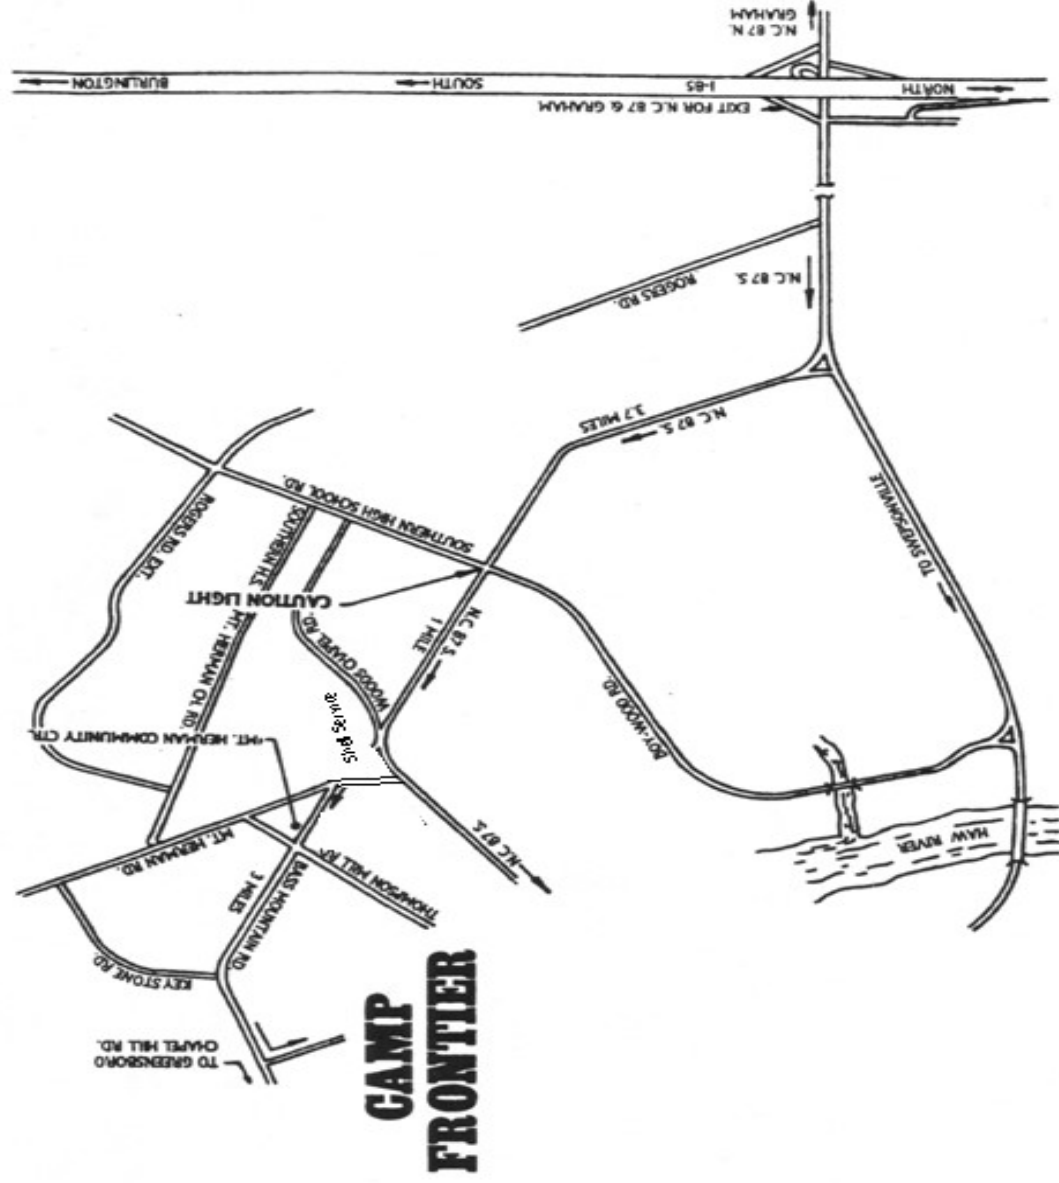 N.C. 87 N.
GRAHAM
BURLINGTON
SOUTH
I-85
NORTH
EXIT FOR N.C. 87 & GRAHAM
N.C. 87 S.
ROGERS RD.
N.C. 87 S.
3.7 MILES
TO SWEPSONVILLE
SOUTHERN HIGH SCHOOL RD.
ROGERS RD. EXT.
SOUTHERN H.S.
MT. HERMAN CH. RD.
CAUTION LIGHT
WOODS CHAPEL RD.
N.C. 87 S.
1 MILE
BOY-WOOD RD.
Shell Service
MT. HERMAN COMMUNITY CTR.
HAW RIVER
MT. HERMAN RD.
N.C. 87 S.
THOMPSON MILL RD.
BASS MOUNTAIN RD.
3 MILES
KEYSTONE RD.
TO GREENSBORO
CHAPEL HILL RD.
CAMP
FRONTIER